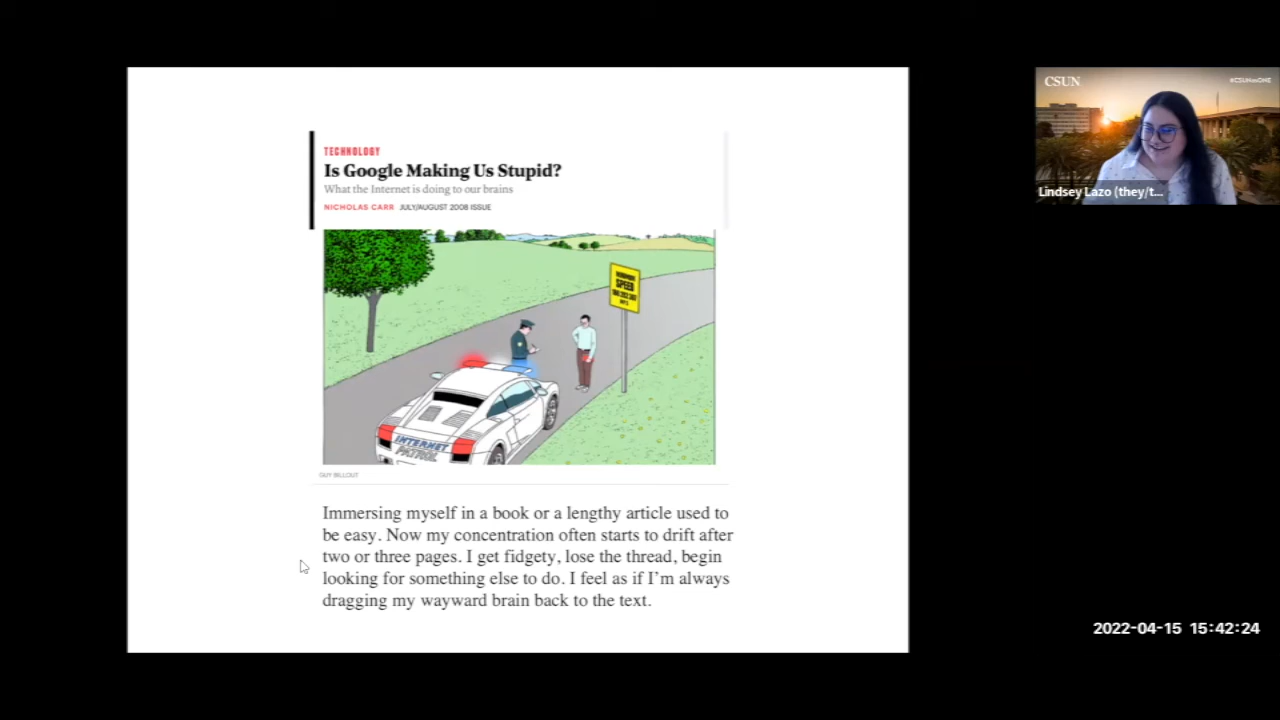 TECHNOLOGY
Is Google Making Us Stupid?
What the Internet is doing to our brains
NICHOLAS CARR JULY/AUGUST 2008 ISSUE
SPEED
INTERNET
PATROL
GUY BILLOUT
Immersing myself in a book or a lengthy article used to
be easy. Now my concentration often starts to drift after
two or three pages. I get fidgety, lose the thread, begin
looking for something else to do. I feel as if I'm always
dragging my wayward brain back to the text.
CSUN
#CSUNasONE
Lindsey Lazo (they/t...
2022-04-15 15:42:24